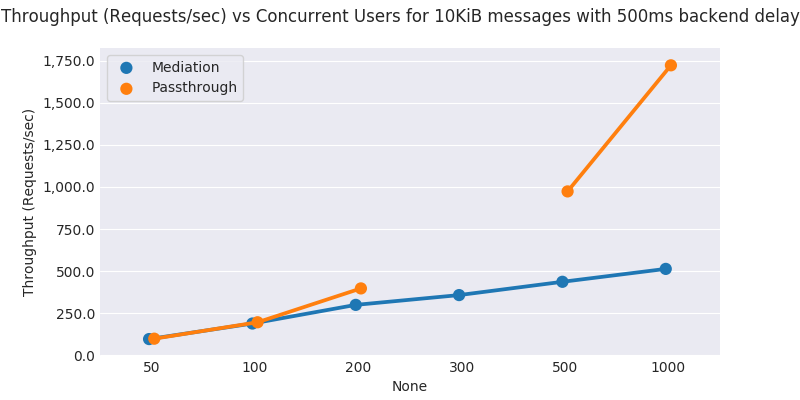 Throughput (Requests/sec) vs Concurrent Users for 10KiB messages with 500ms backend delay
Mediation
Passthrough
Throughput (Requests/sec)
1,750.0
1,500.0
1,250.0
1,000.0
750.0
500.0
250.0
0.0
50 100 200 300 500 1000
None